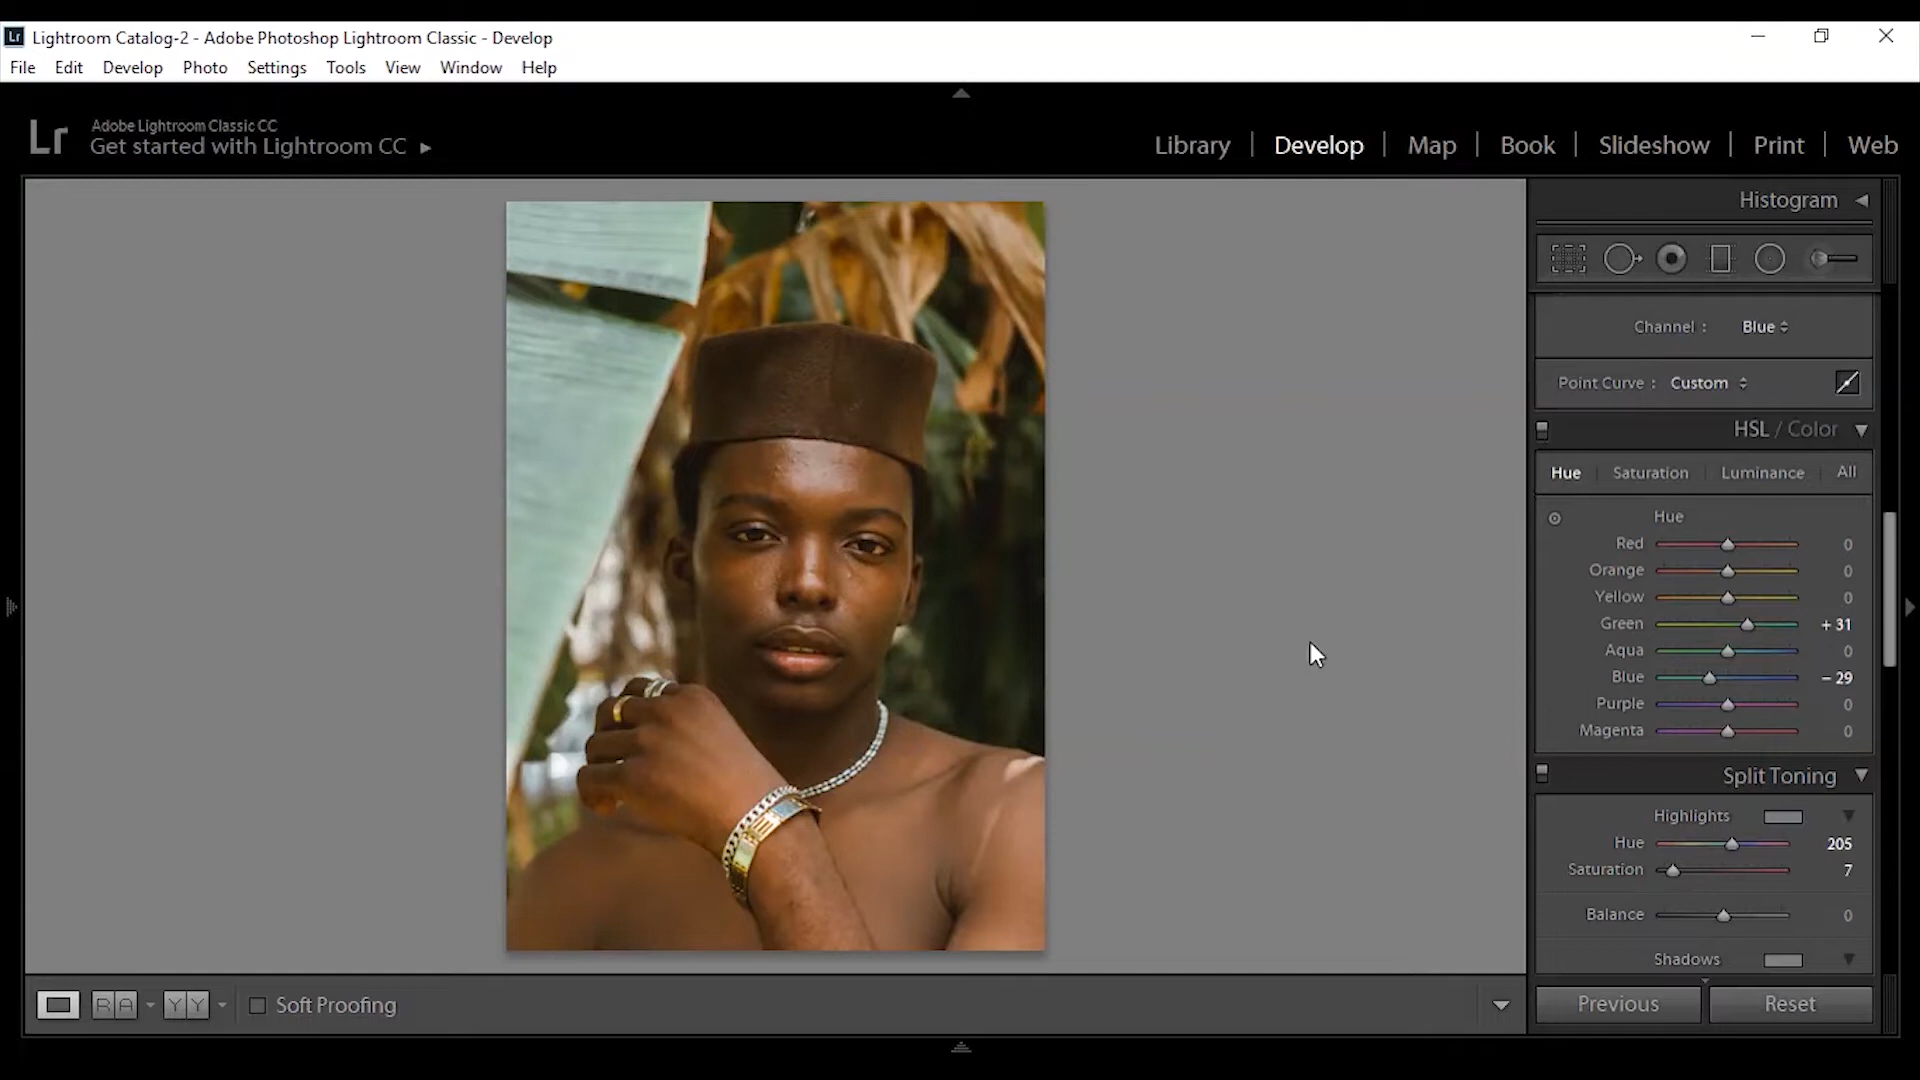 Lr Lightroom Catalog-2 - Adobe Photoshop Lightroom Classic - Develop
File Edit Develop Photo Settings Tools View Window Help
Lr Adobe Lightroom Classic CC
Get started with Lightroom CC
Library | Develop | Map | Book | Slideshow | Print | Web
Histogram
Channel : Blue
Point Curve : Custom
HSL / Color
Hue Saturation Luminance All
Hue
Red 0
Orange 0
Yellow 0
Green + 31
Aqua 0
Blue - 29
Purple 0
Magenta 0
Split Toning
Highlights
Hue 205
Saturation 7
Balance 0
Shadows
R A Y Y Soft Proofing
Previous Reset